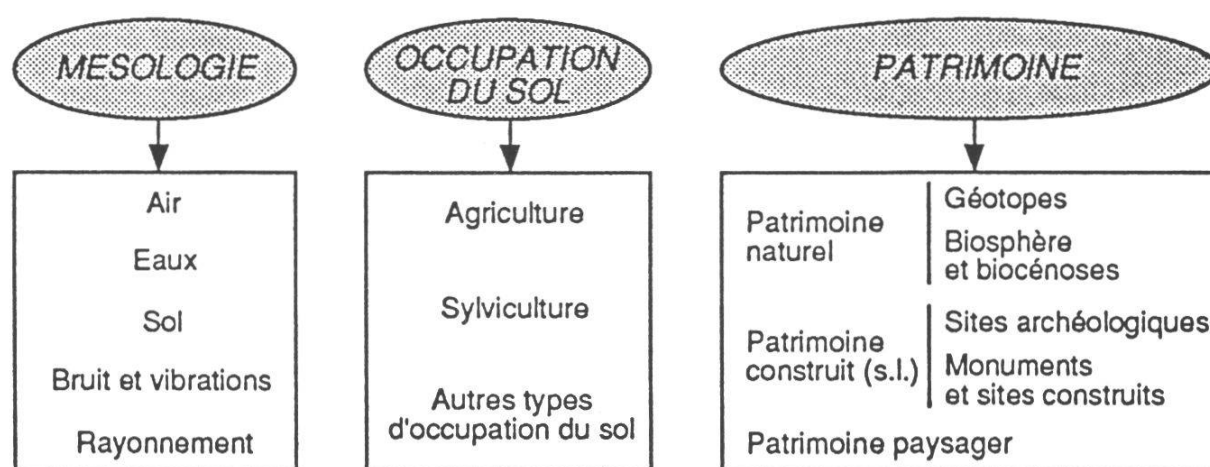 MESOLOGIE
Air
Eaux
Sol
Bruit et vibrations
Rayonnement
OCCUPATION
DU SOL
Agriculture
Sylviculture
Autres types
d'occupation du sol
PATRIMOINE
Patrimoine
naturel
Géotopes
Biosphère
et biocénoses
Patrimoine
construit (s.l.)
Sites archéologiques
Monuments
et sites construits
Patrimoine paysager